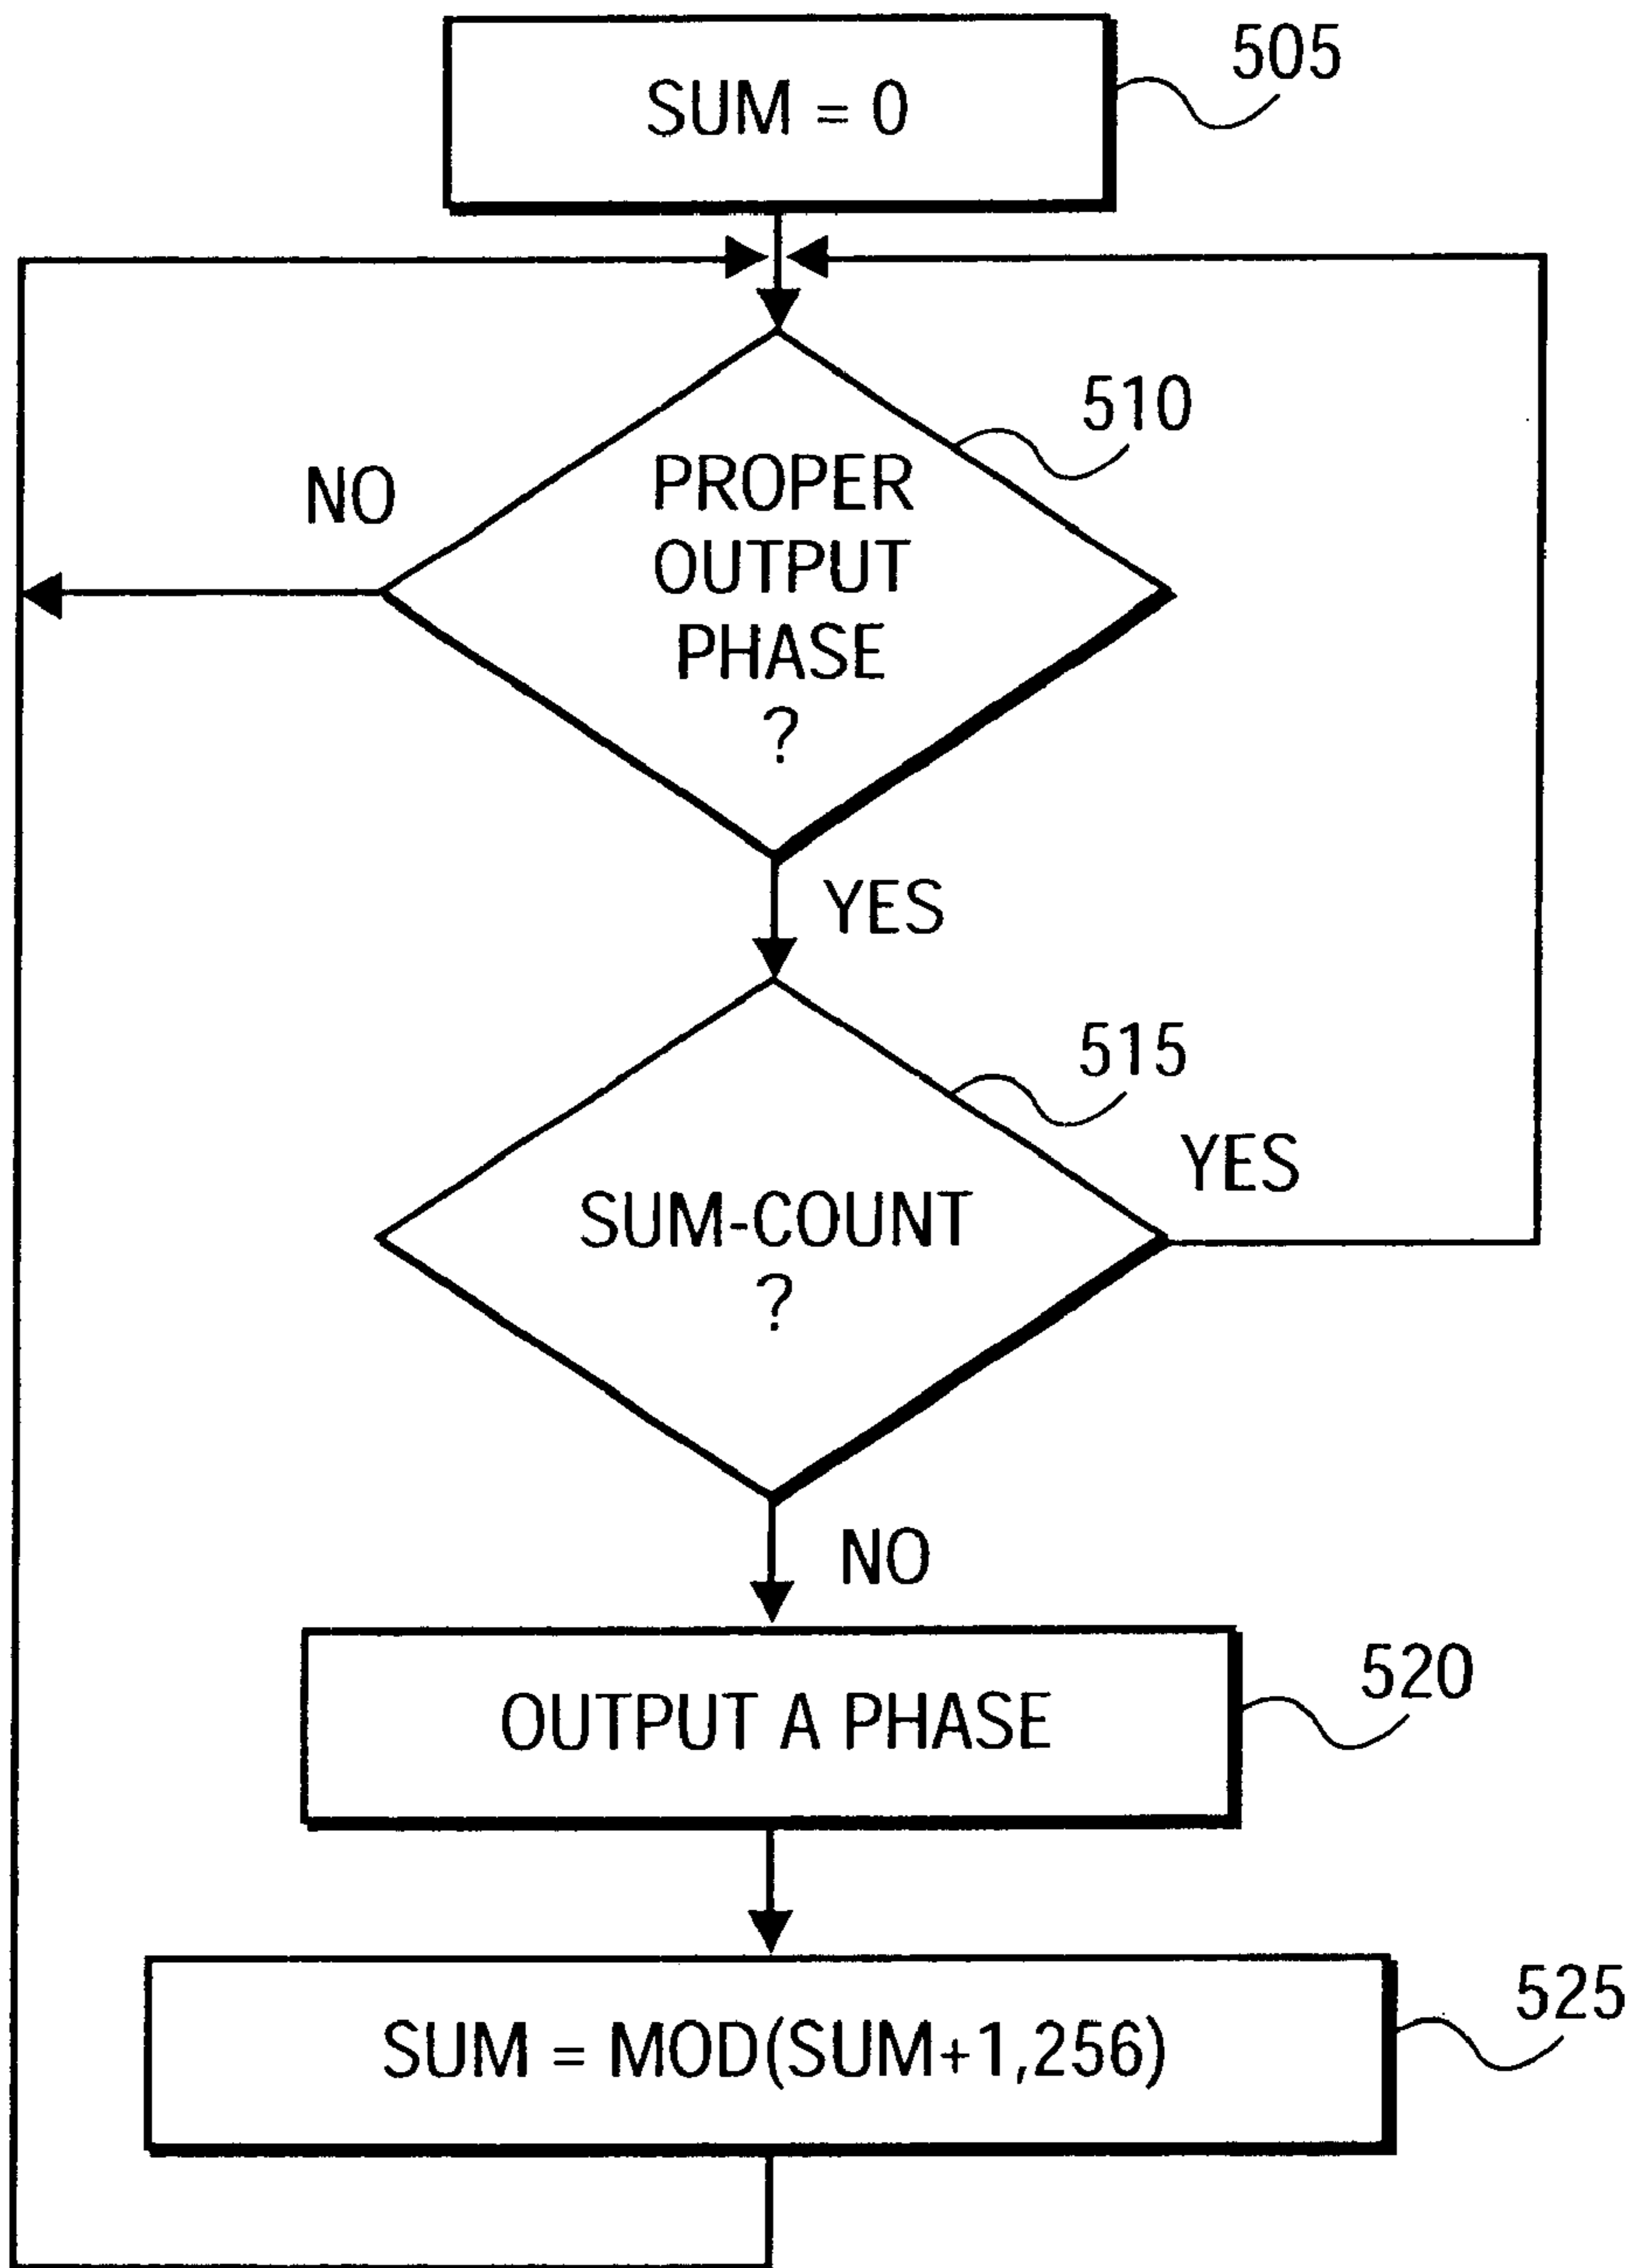 505
SUM = 0
510
NO
PROPER
OUTPUT
PHASE
?
YES
515
YES
SUM-COUNT
?
NO
520
OUTPUT A PHASE
525
SUM = MOD(SUM+1,256)